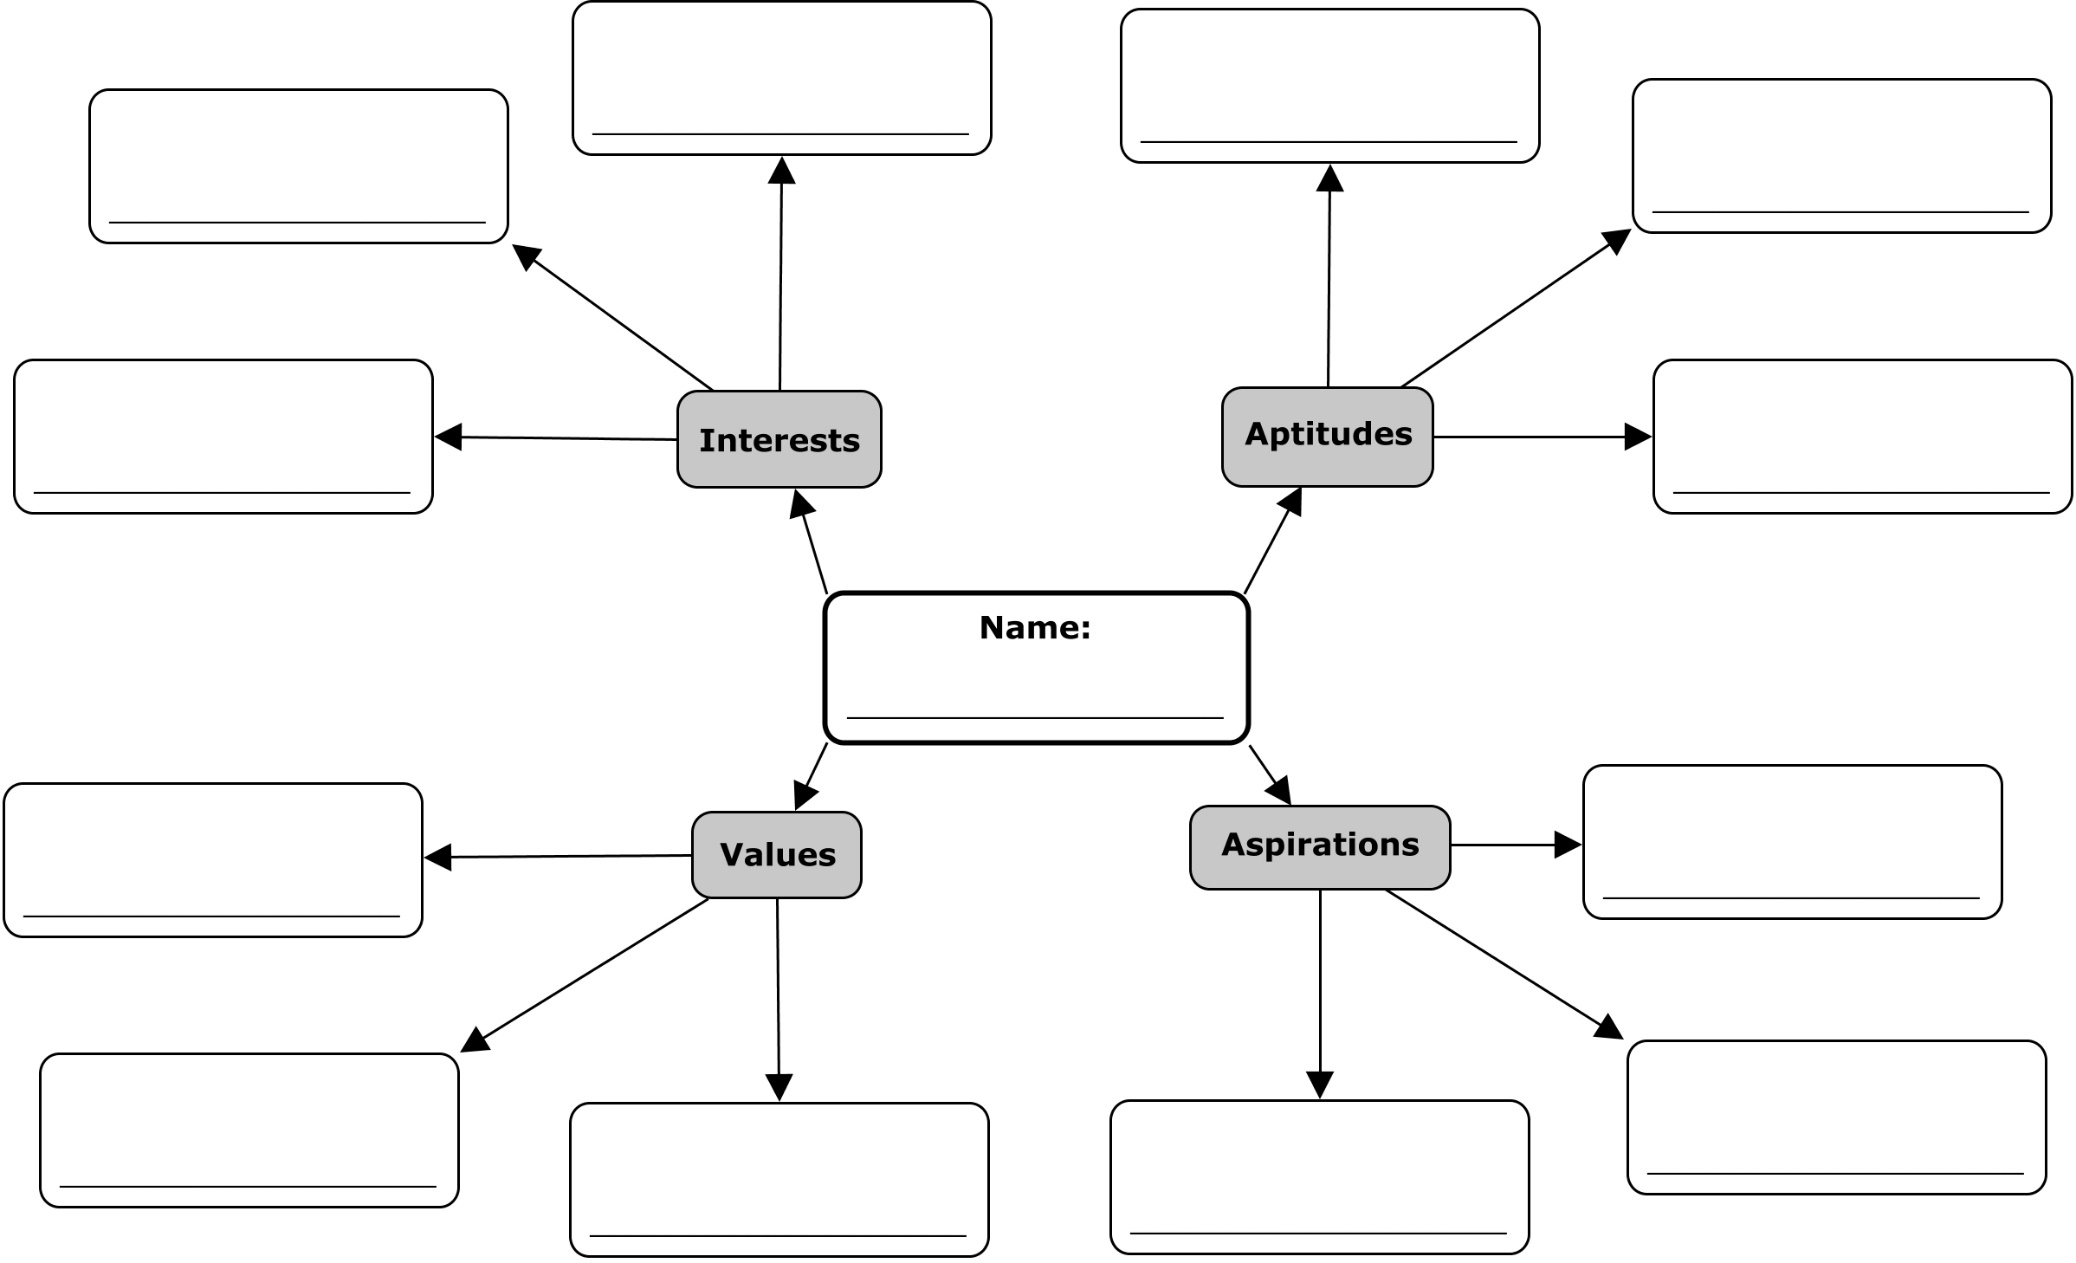 Interests
Aptitudes
Name:
Values
Aspirations